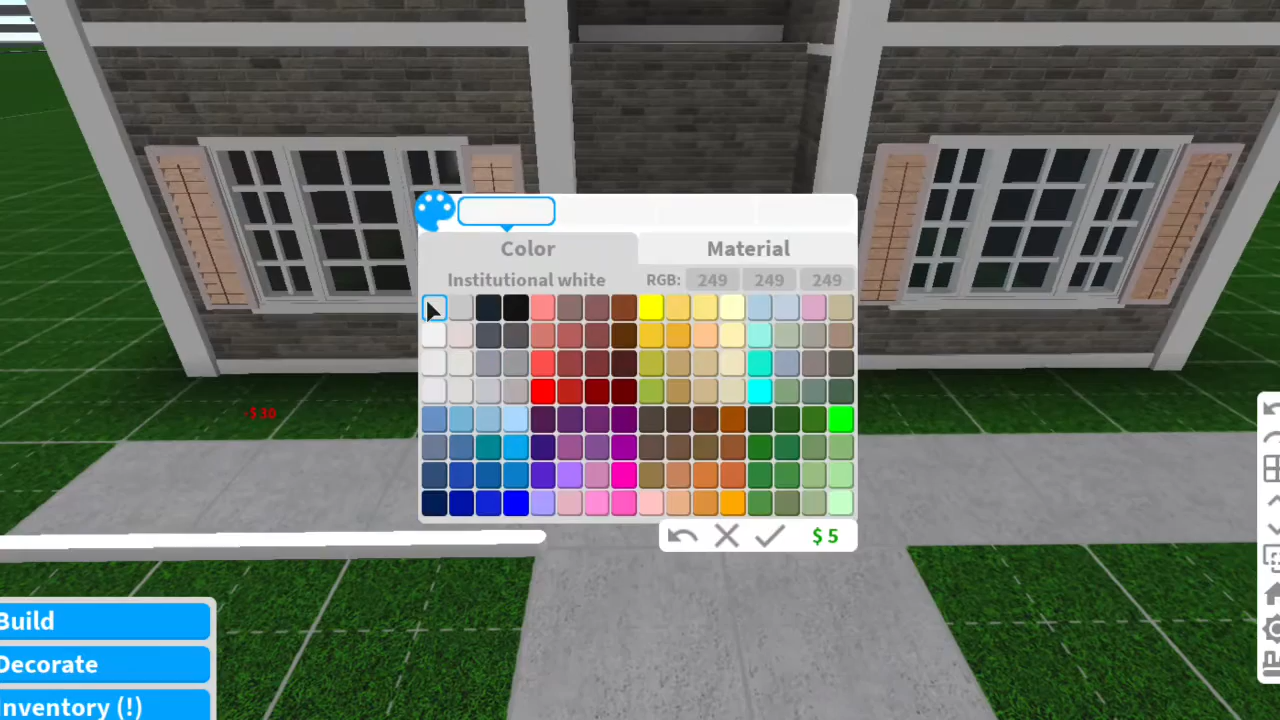 Color
Material
Institutional white
RGB: 249 249 249
-$30
$ 5
Build
Decorate
Inventory (!)